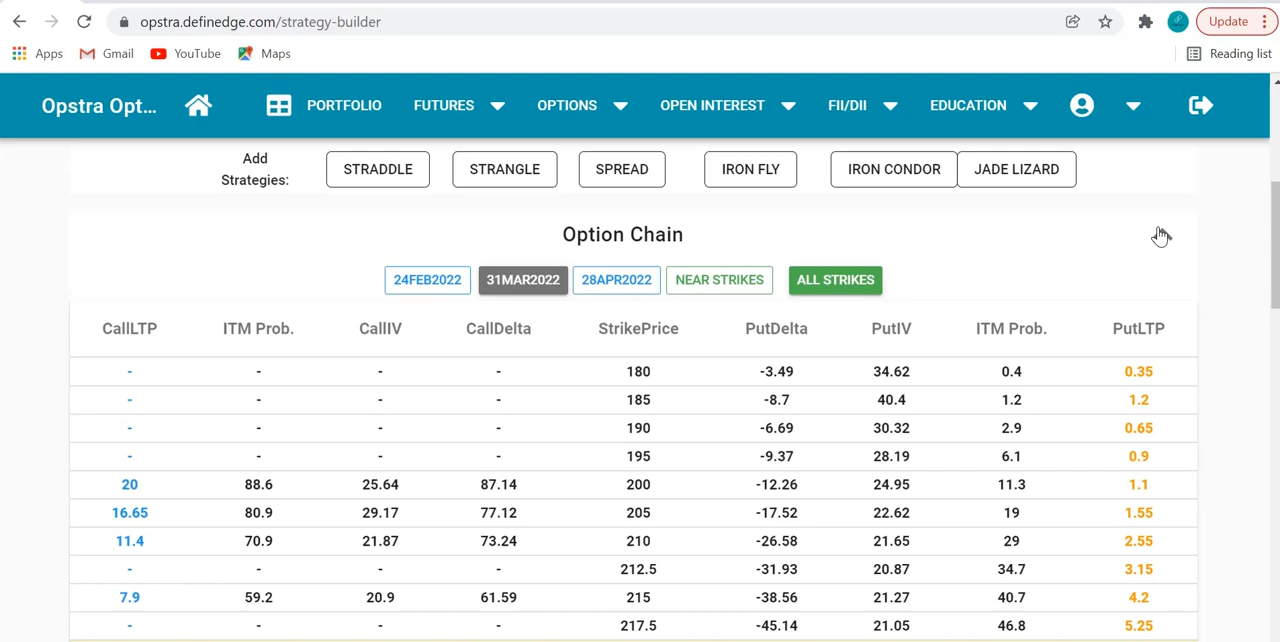 opstra.definedge.com/strategy-builder Update
Apps Gmail YouTube Maps Reading list
Opstra Opt... PORTFOLIO FUTURES OPTIONS OPEN INTEREST FII/DII EDUCATION
Add
Strategies:
STRADDLE STRANGLE SPREAD IRON FLY IRON CONDOR JADE LIZARD
Option Chain
24FEB2022 31MAR2022 28APR2022 NEAR STRIKES ALL STRIKES
CallLTP ITM Prob. CallIV CallDelta StrikePrice PutDelta PutIV ITM Prob. PutLTP
- - - - 180 -3.49 34.62 0.4 0.35
- - - - 185 -8.7 40.4 1.2 1.2
- - - - 190 -6.69 30.32 2.9 0.65
- - - - 195 -9.37 28.19 6.1 0.9
20 88.6 25.64 87.14 200 -12.26 24.95 11.3 1.1
16.65 80.9 29.17 77.12 205 -17.52 22.62 19 1.55
11.4 70.9 21.87 73.24 210 -26.58 21.65 29 2.55
- - - - 212.5 -31.93 20.87 34.7 3.15
7.9 59.2 20.9 61.59 215 -38.56 21.27 40.7 4.2
- - - - 217.5 -45.14 21.05 46.8 5.25